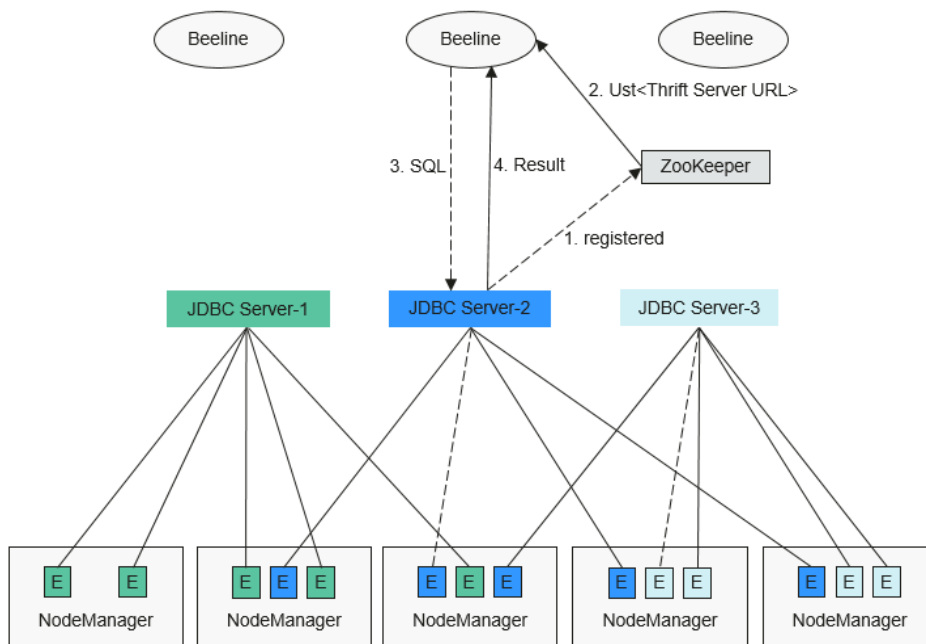 Beeline
Beeline
Beeline
2. Ust<Thrift Server URL>
3. SQL
4. Result
ZooKeeper
1. registered
JDBC Server-1
JDBC Server-2
JDBC Server-3
E
E
E
E
E
E
E
E
E
E
E
E
E
E
NodeManager
NodeManager
NodeManager
NodeManager
NodeManager